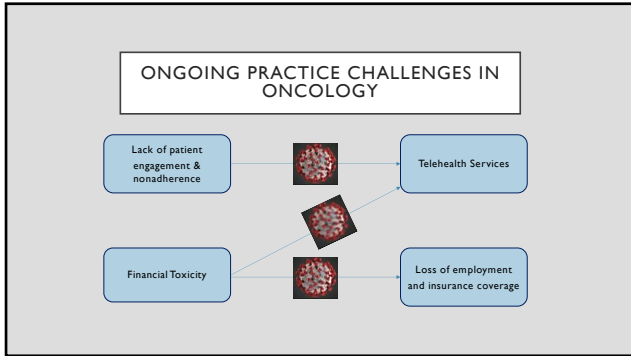 ONGOING PRACTICE CHALLENGES IN
ONCOLOGY
Lack of patient
engagement &
nonadherence
Telehealth Services
Financial Toxicity
Loss of employment
and insurance coverage